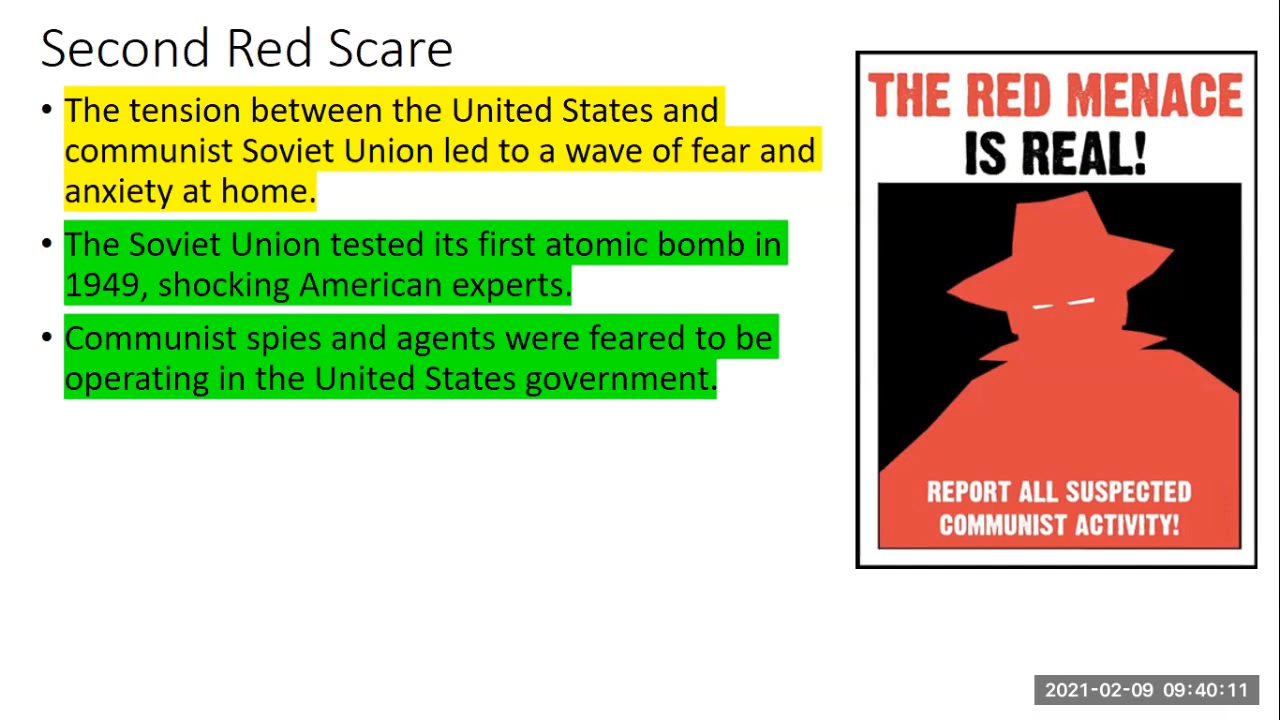 Second Red Scare
• The tension between the United States and
communist Soviet Union led to a wave of fear and
anxiety at home.
• The Soviet Union tested its first atomic bomb in
1949, shocking American experts.
• Communist spies and agents were feared to be
operating in the United States government.
THE RED MENACE
IS REAL!
REPORT ALL SUSPECTED
COMMUNIST ACTIVITY!
2021-02-09 09:40:11